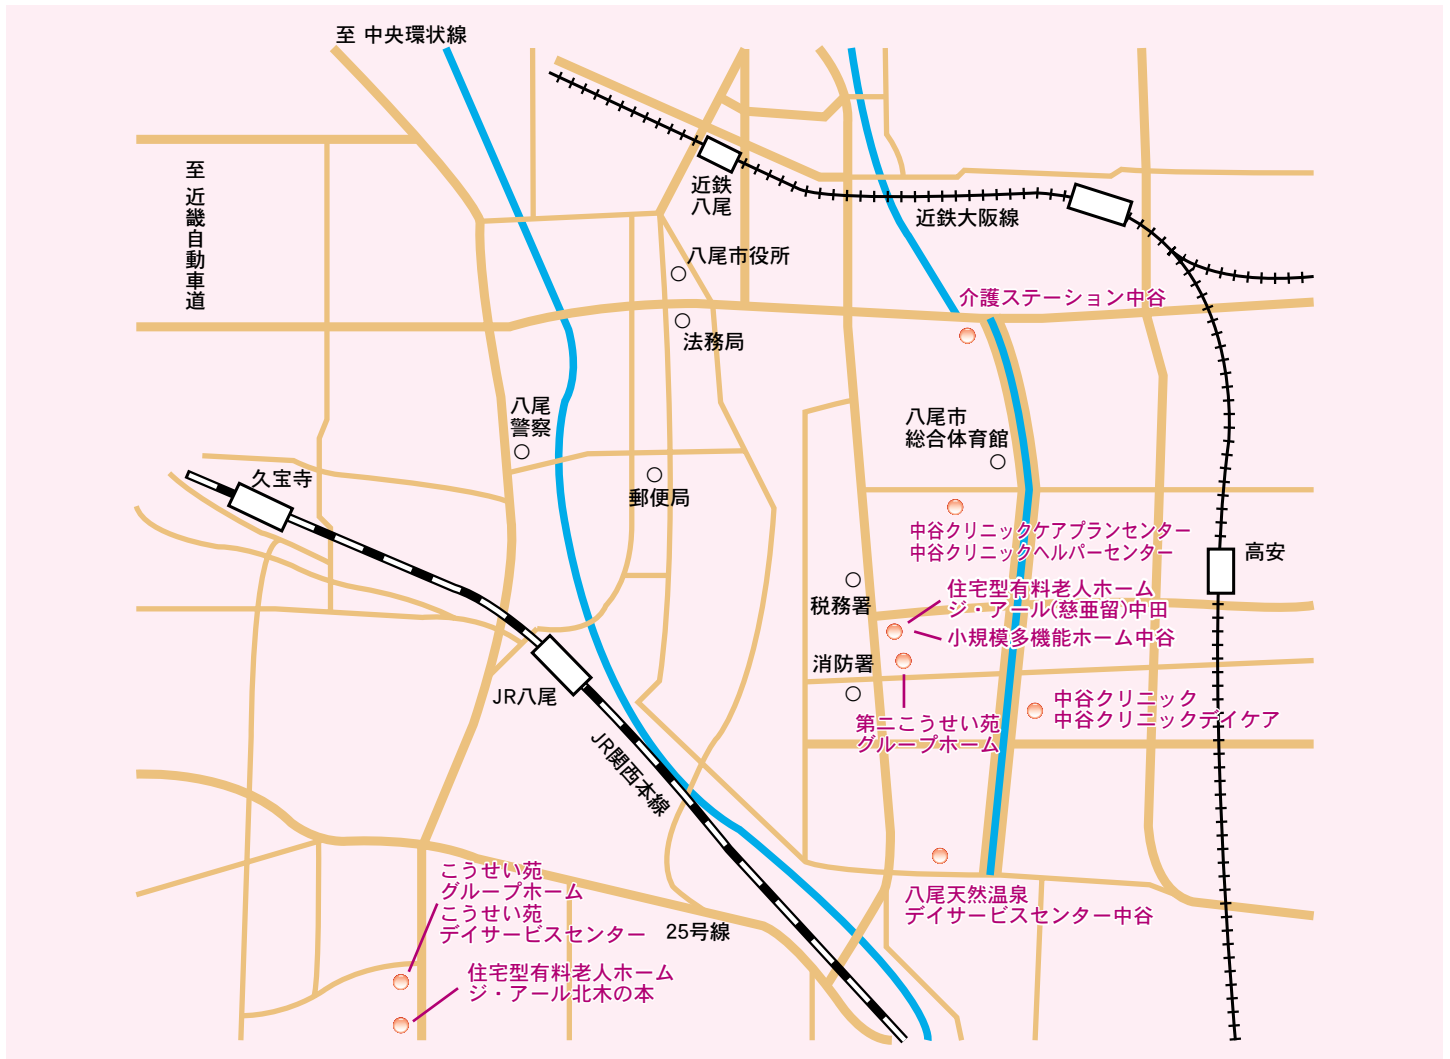 至 中央環状線
至 近畿自動車道
近鉄
八尾
近鉄大阪線
八尾市役所
介護ステーション中谷
法務局
八尾
警察
八尾市
総合体育館
久宝寺
郵便局
中谷クリニックケアプランセンター
中谷クリニックヘルパーセンター
高安
税務署
住宅型有料老人ホーム
ジ・アール(慈亜留)中田
小規模多機能ホーム中谷
消防署
JR八尾
中谷クリニック
中谷クリニックデイケア
第二こうせい苑
グループホーム
JR関西本線
こうせい苑
グループホーム
こうせい苑
デイサービスセンター
八尾天然温泉
デイサービスセンター中谷
25号線
住宅型有料老人ホーム
ジ・アール北木の本